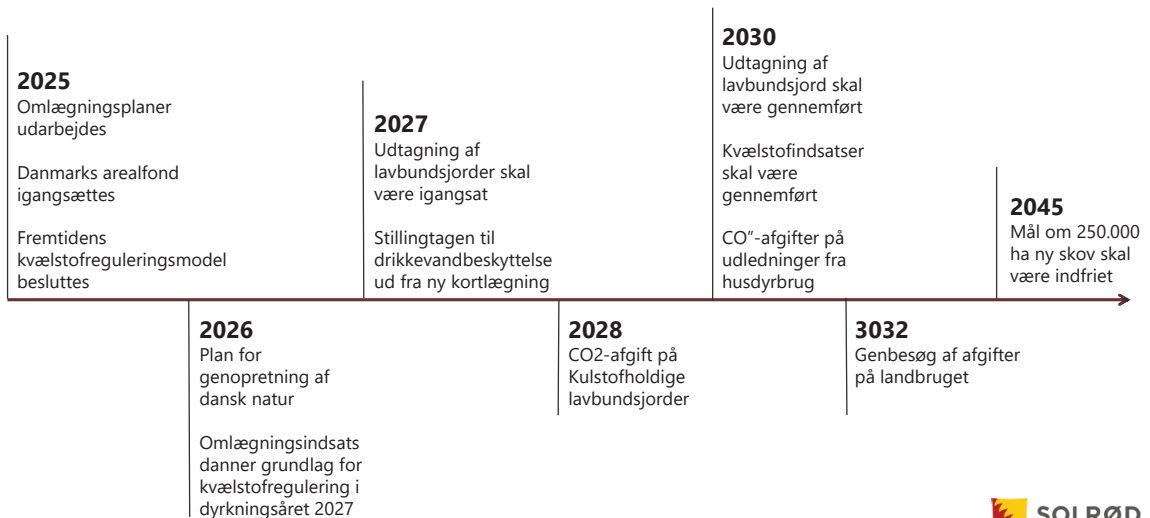 2025
Omlægningsplaner
udarbejdes
Danmarks arealfond
igangsættes
Fremtidens
kvælstofreguleringsmodel
besluttes
2026
Plan for
genopretning af
dansk natur
Omlægningsindsats
danner grundlag for
kvælstofregulering i
dyrkningsåret 2027
2027
Udtagning af
lavbundsjorder skal
være igangsat
Stillingtagen til
drikkevandbeskyttelse
ud fra ny kortlægning
2028
CO2-afgift på
Kulstofholdige
lavbundsjorder
2030
Udtagning af
lavbundsjord skal
være gennemført
Kvælstofindsatser
skal være
gennemført
CO”-afgifter på
udledninger fra
husdyrbrug
3032
Genbesøg af afgifter
på landbruget
2045
Mål om 250.000
ha ny skov skal
være indfriet
SOLRØD